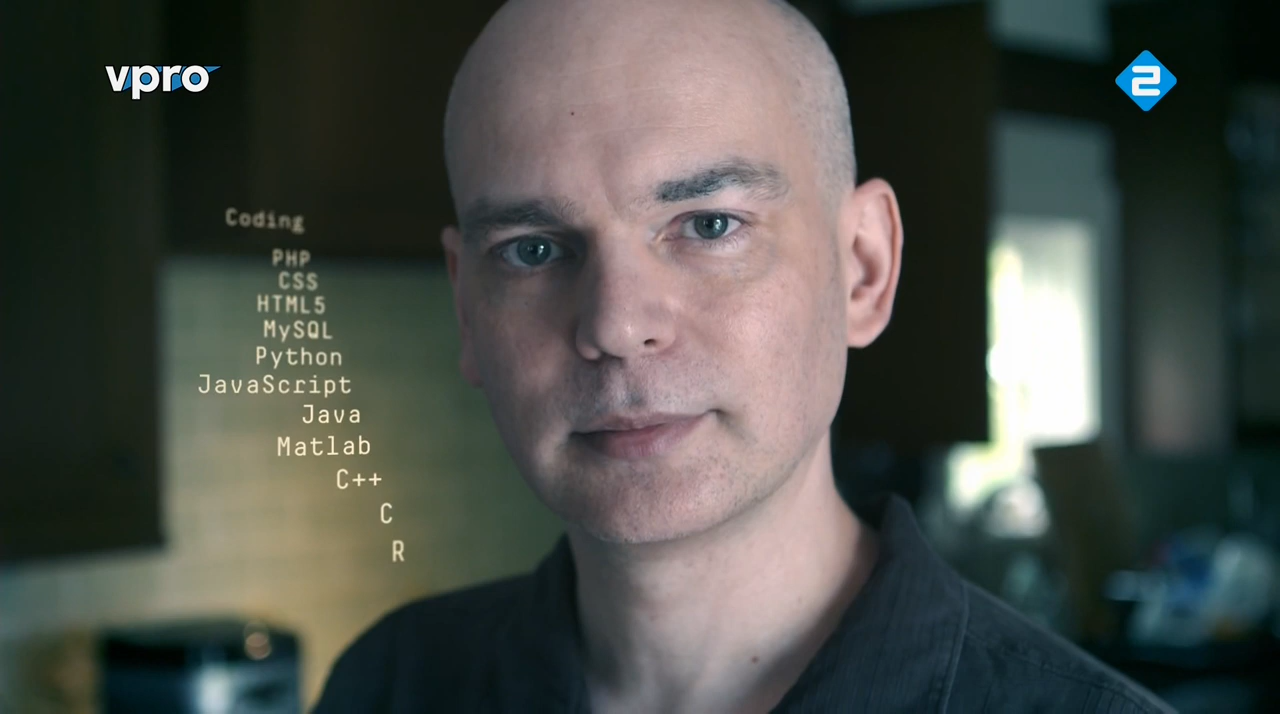 vpro
2
Coding
PHP
CSS
HTML5
MySQL
Python
JavaScript
Java
Matlab
C++
C
R